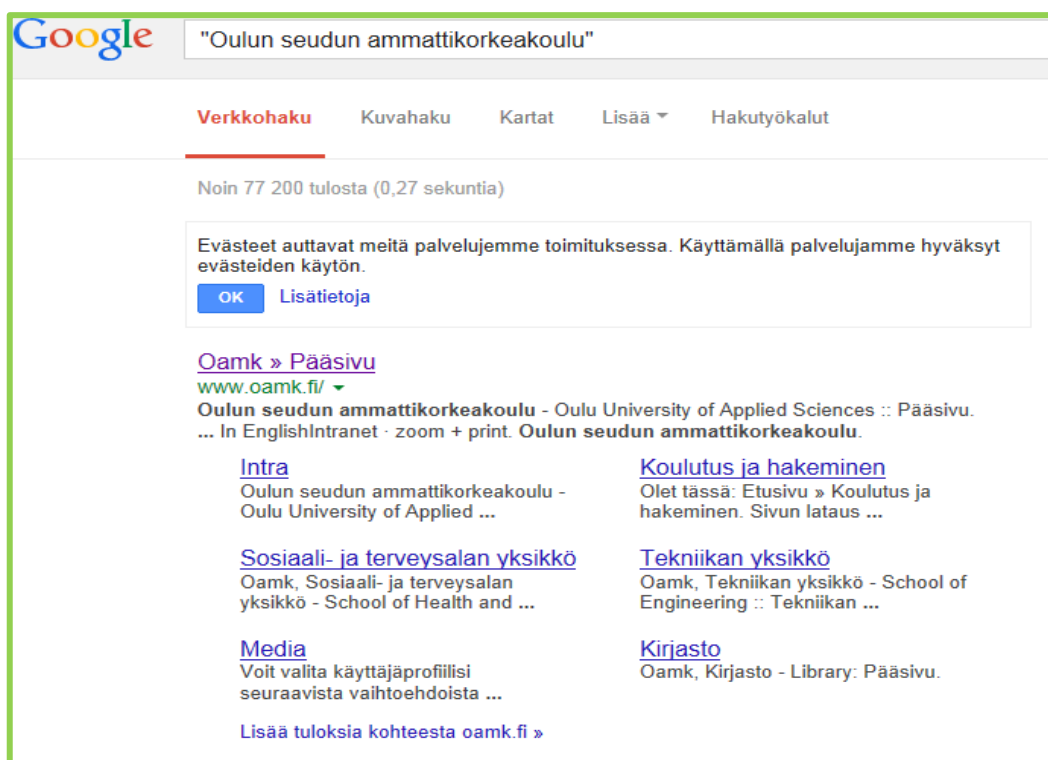 Google
"Oulun seudun ammattikorkeakoulu"
Verkkohaku Kuvahaku Kartat Lisää Hakutyökalut
Noin 77 200 tulosta (0,27 sekuntia)
Evästeet auttavat meitä palvelujemme toimituksessa. Käyttämällä palvelujamme hyväksyt
evästeiden käytön.
OK Lisätietoja
Oamk » Pääsivu
www.oamk.fi/
Oulun seudun ammattikorkeakoulu - Oulu University of Applied Sciences :: Pääsivu.
... In EnglishIntranet · zoom + print. Oulun seudun ammattikorkeakoulu.
Intra
Oulun seudun ammattikorkeakoulu -
Oulu University of Applied ...
Koulutus ja hakeminen
Olet tässä: Etusivu » Koulutus ja
hakeminen. Sivun lataus ...
Sosiaali- ja terveysalan yksikkö
Oamk, Sosiaali- ja terveysalan
yksikkö - School of Health and ...
Tekniikan yksikkö
Oamk, Tekniikan yksikkö - School of
Engineering :: Tekniikan ...
Media
Voit valita käyttäjäprofiilisi
seuraavista vaihtoehdoista ...
Kirjasto
Oamk, Kirjasto - Library: Pääsivu.
Lisää tuloksia kohteesta oamk.fi »